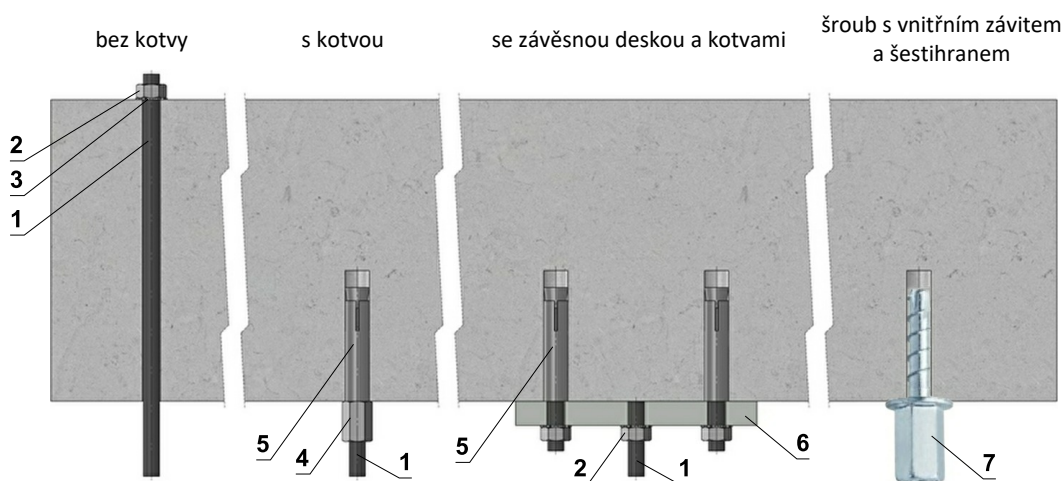 bez kotvy
s kotvou
se závěsnou deskou a kotvami
šroub s vnitřním závitem
a šestihranem
2
3
1
5
4
1
5
2
1
6
7